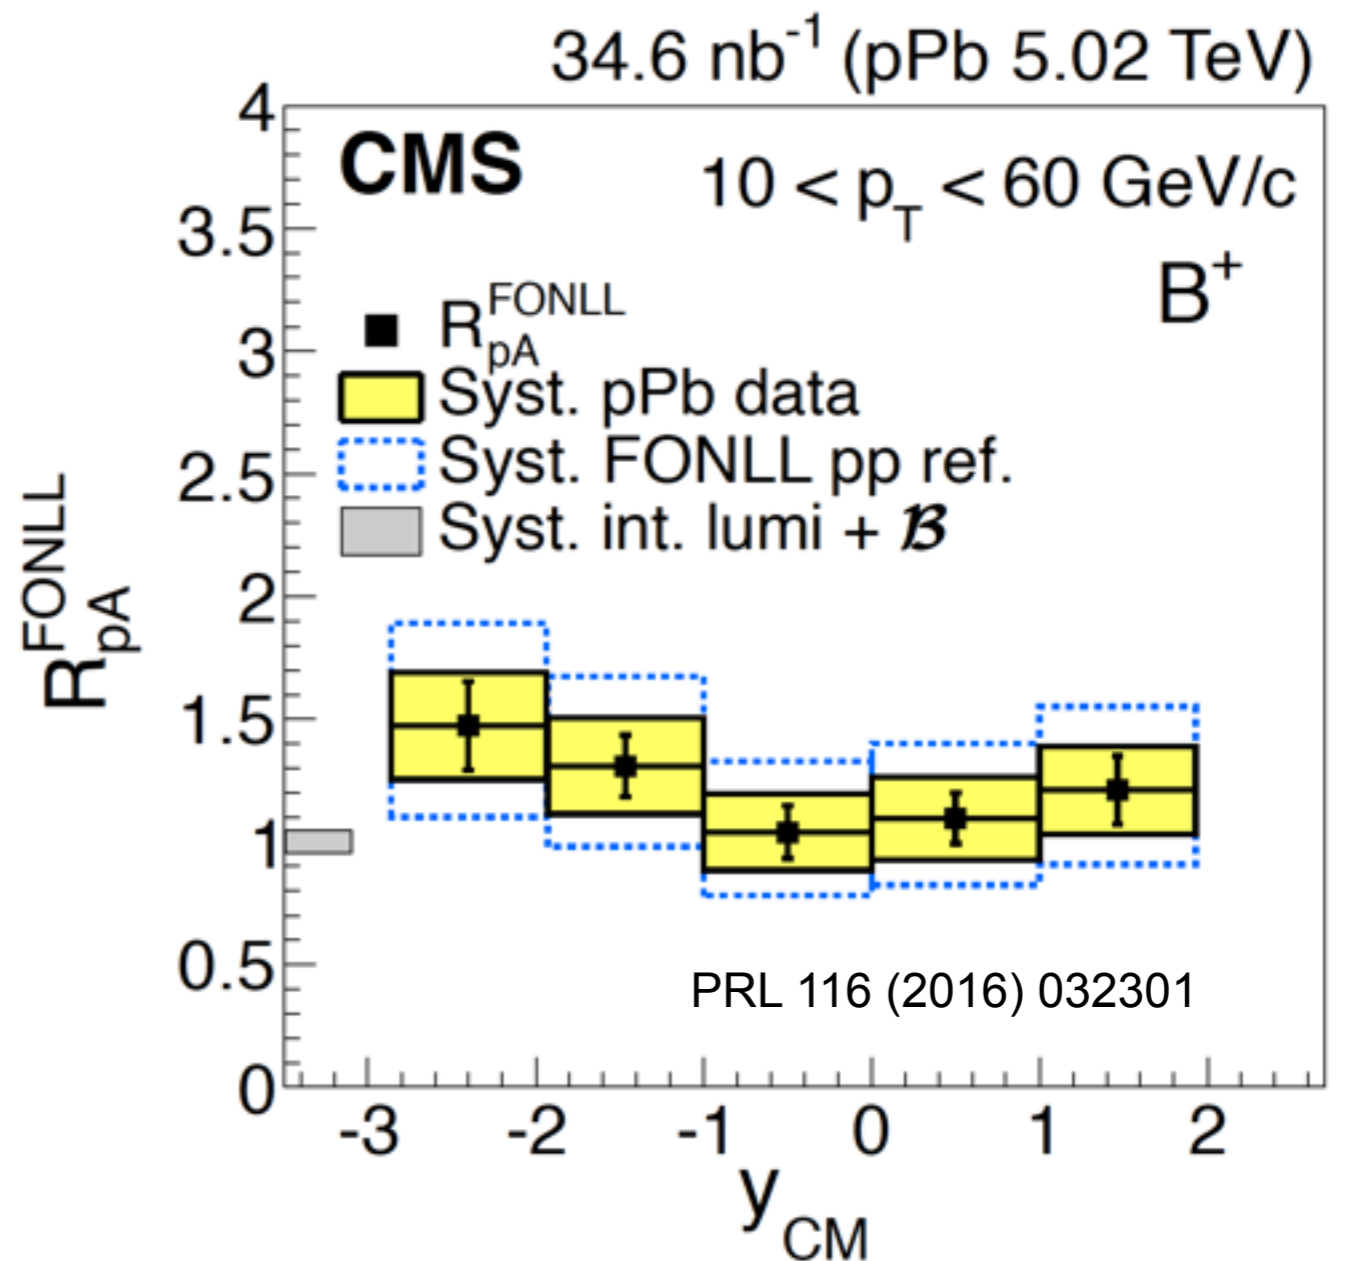 34.6 nb⁻¹ (pPb 5.02 TeV)
CMS
10 < p_T < 60 GeV/c
B⁺
R_pA^FONLL
Syst. pPb data
Syst. FONLL pp ref.
Syst. int. lumi + ℬ
R_pA^FONLL
4
3.5
3
2.5
2
1.5
1
0.5
0
PRL 116 (2016) 032301
-3 -2 -1 0 1 2
y_CM